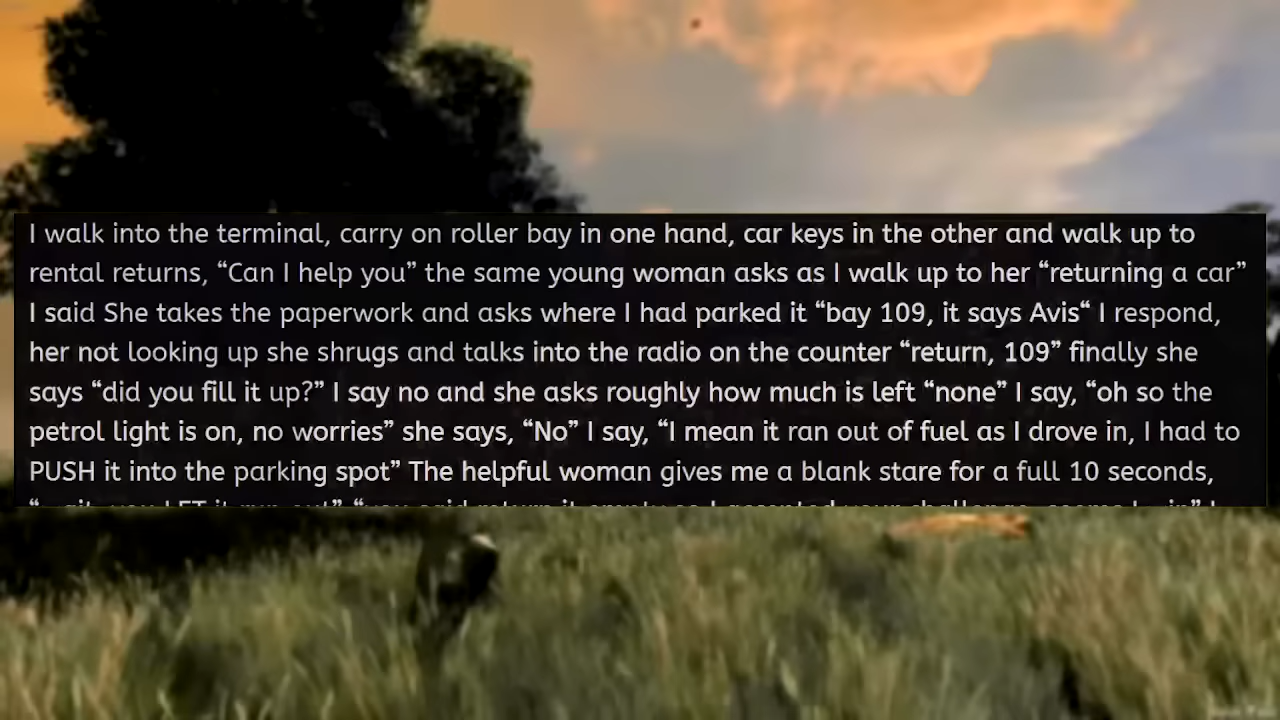 I walk into the terminal, carry on roller bay in one hand, car keys in the other and walk up to
rental returns, “Can I help you” the same young woman asks as I walk up to her “returning a car”
I said She takes the paperwork and asks where I had parked it “bay 109, it says Avis“ I respond,
her not looking up she shrugs and talks into the radio on the counter “return, 109” finally she
says “did you fill it up?” I say no and she asks roughly how much is left “none” I say, “oh so the
petrol light is on, no worries” she says, “No” I say, “I mean it ran out of fuel as I drove in, I had to
PUSH it into the parking spot” The helpful woman gives me a blank stare for a full 10 seconds,